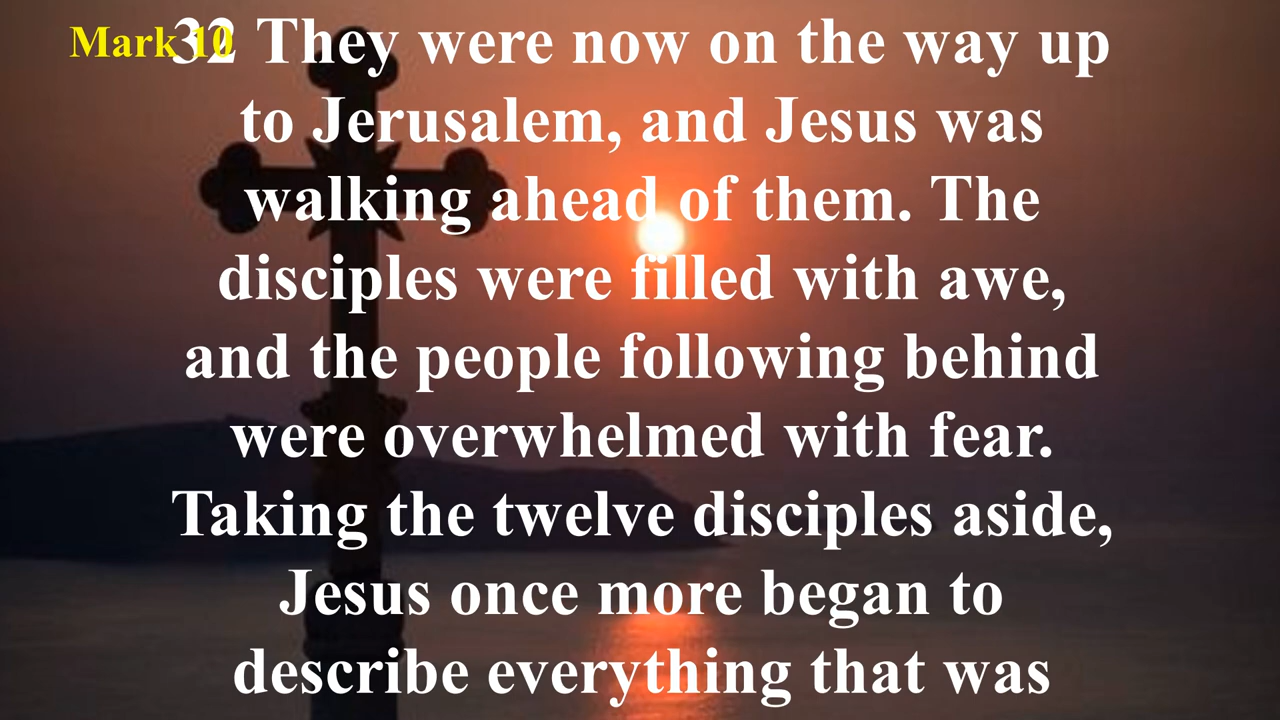 Mark 10
32 They were now on the way up
to Jerusalem, and Jesus was
walking ahead of them. The
disciples were filled with awe,
and the people following behind
were overwhelmed with fear.
Taking the twelve disciples aside,
Jesus once more began to
describe everything that was